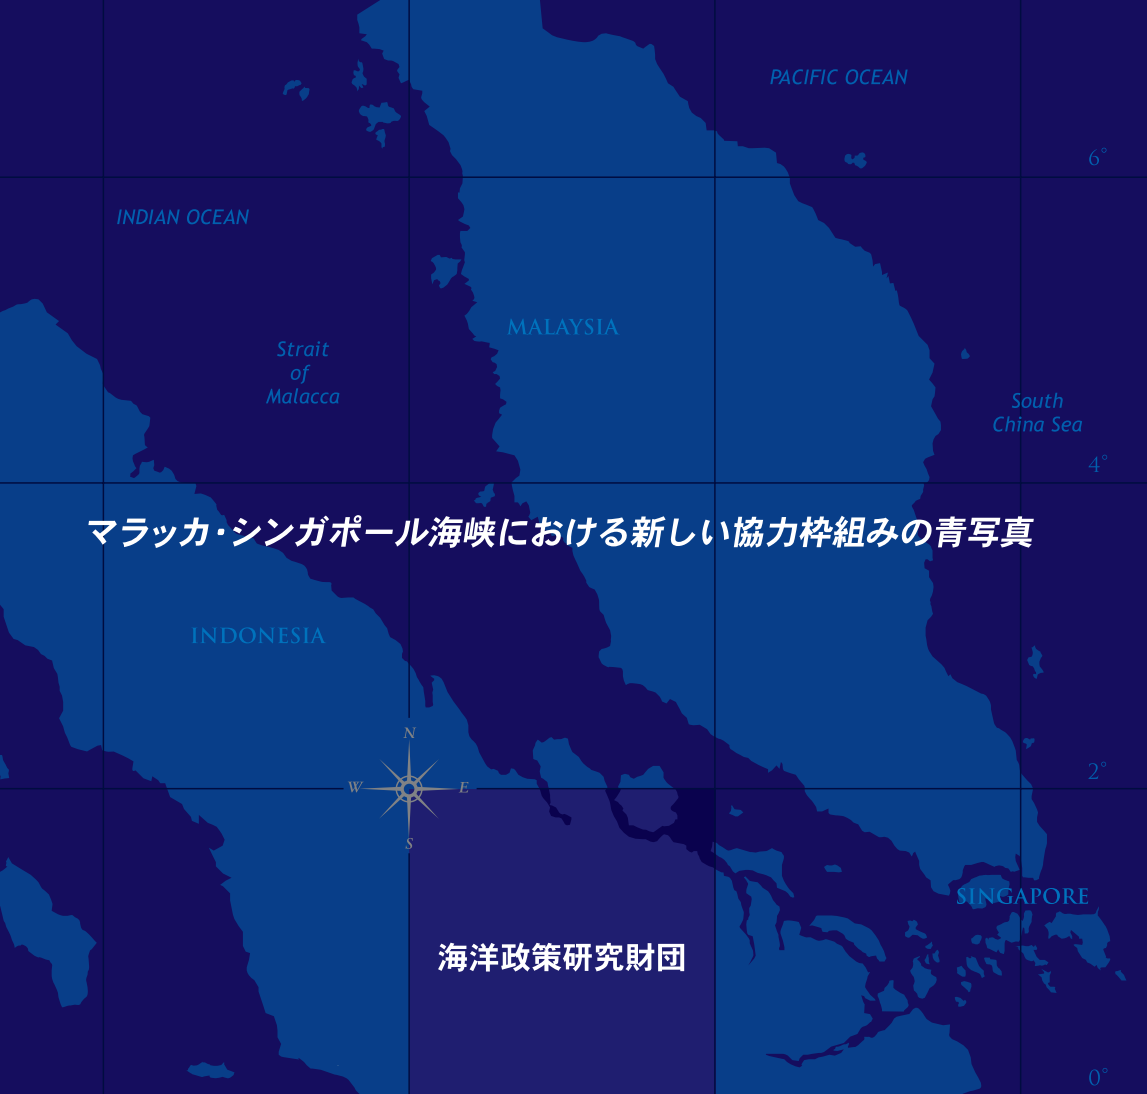 PACIFIC OCEAN
6°
INDIAN OCEAN
MALAYSIA
Strait
of
Malacca
South
China Sea
4°
マラッカ・シンガポール海峡における新しい協力枠組みの青写真
INDONESIA
N
2°
W
E
S
SINGAPORE
海洋政策研究財団
0°